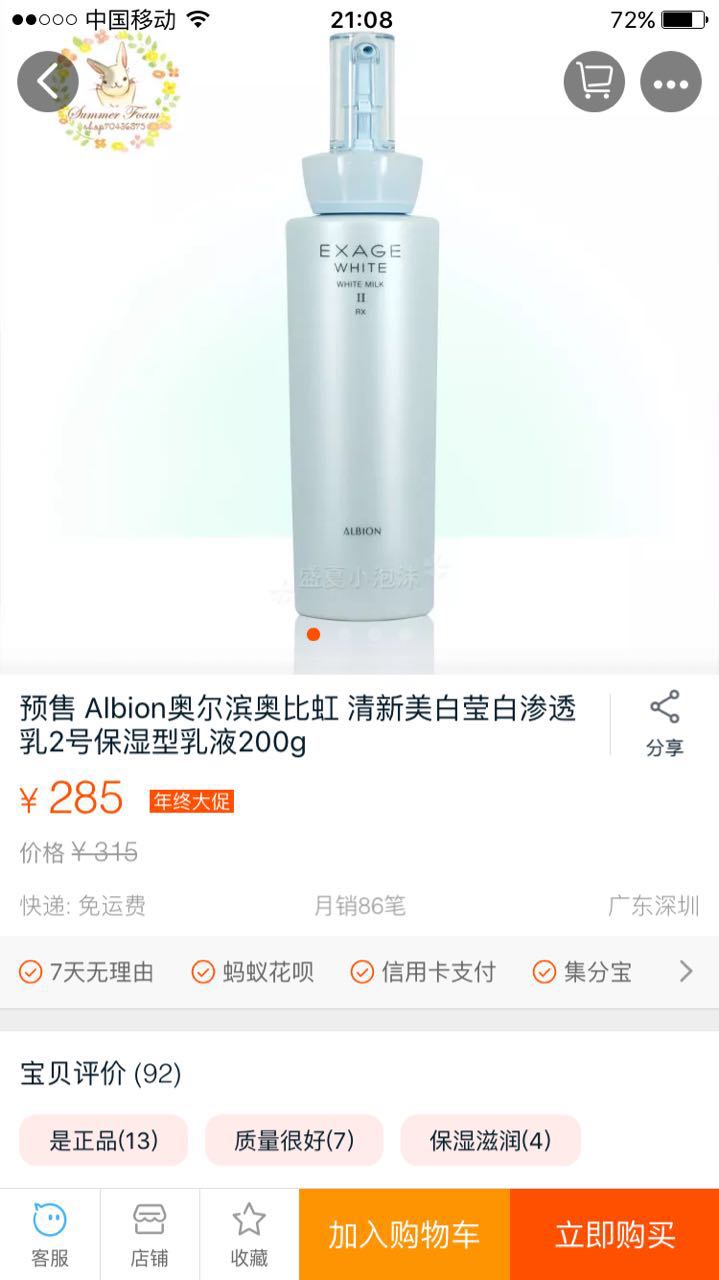 中国移动
21:08
72%
Summer Foam
shop70436375
EXAGE
WHITE
WHITE MILK
II
RX
ALBION
盛夏小泡沫
预售 Albion奥尔滨奥比虹 清新美白莹白渗透
乳2号保湿型乳液200g
分享
¥ 285 年终大促
价格 ¥ 315
快递: 免运费 月销86笔 广东深圳
7天无理由 蚂蚁花呗 信用卡支付 集分宝
宝贝评价 (92)
是正品(13) 质量很好(7) 保湿滋润(4)
客服 店铺 收藏 加入购物车 立即购买